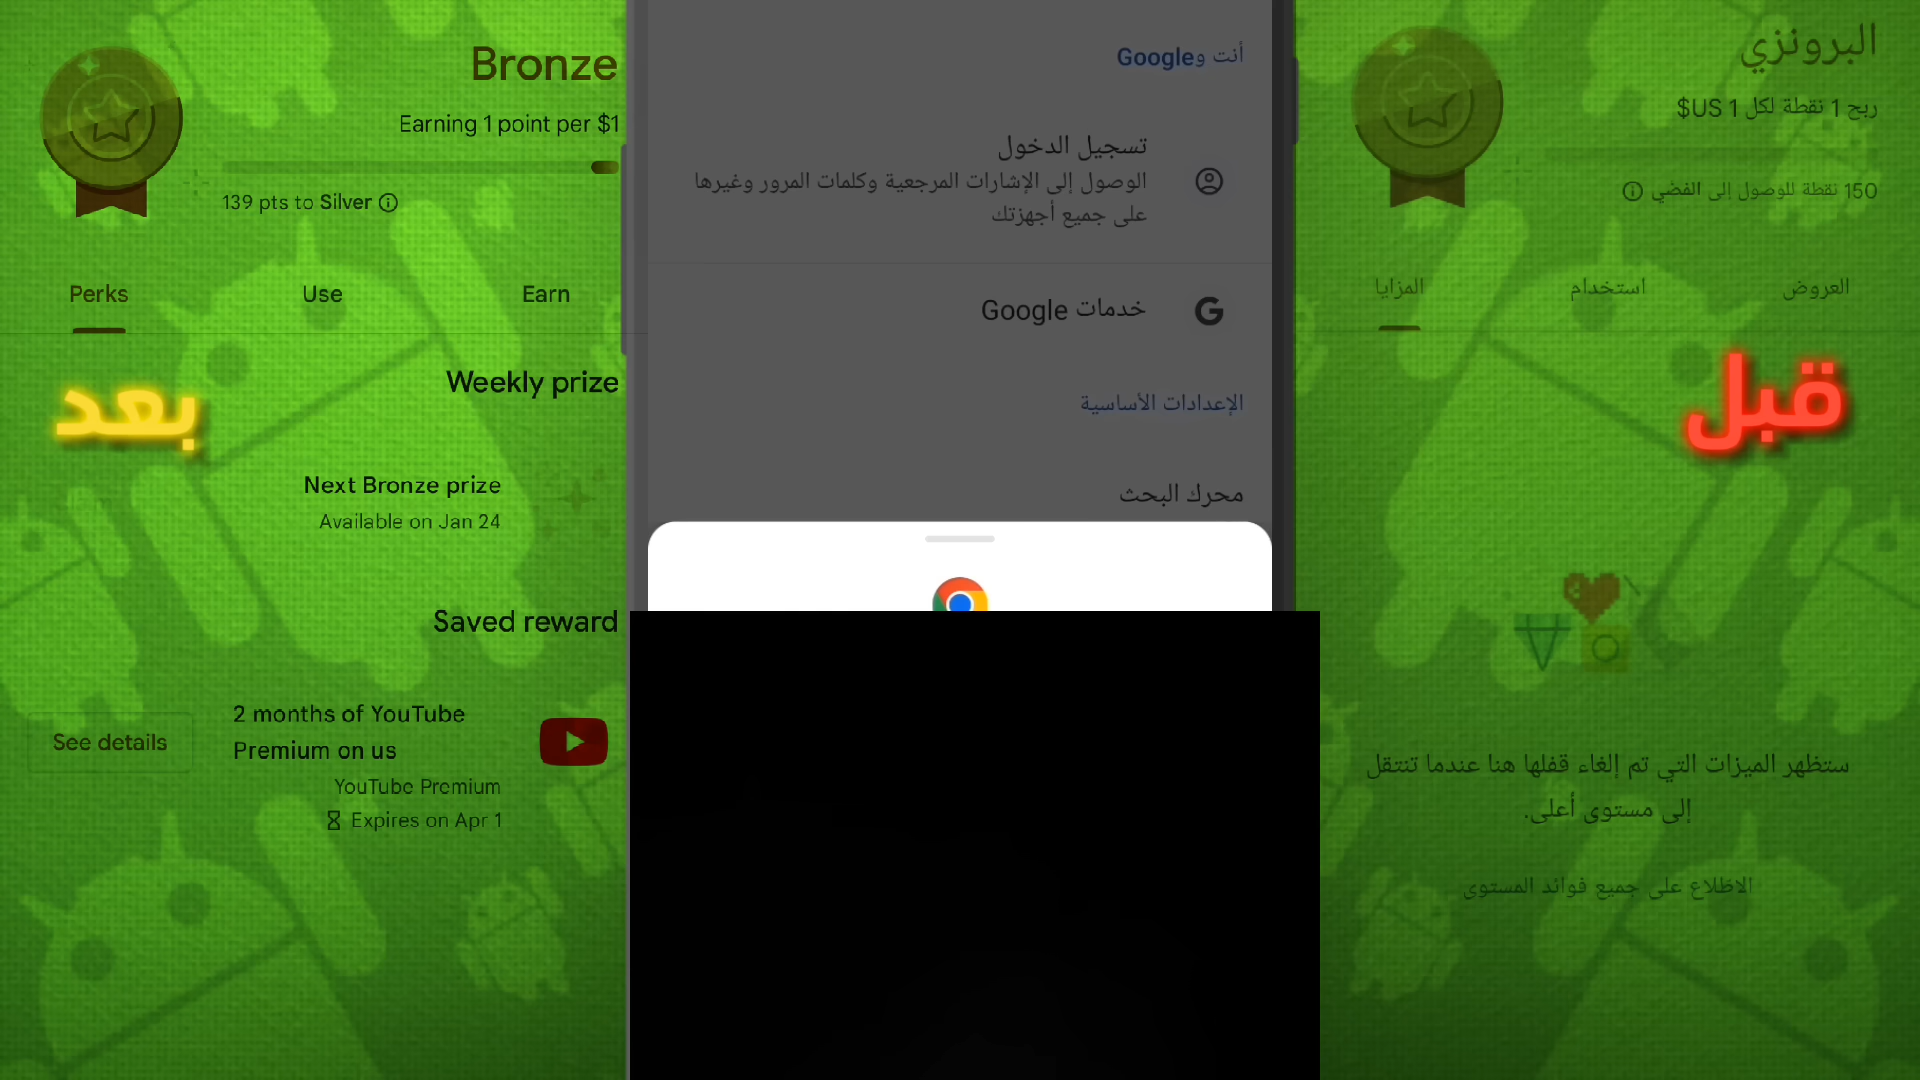 Bronze
Earning 1 point per $1
139 pts to Silver
Perks
Use
Earn
Weekly prize
بعد
Next Bronze prize
Available on Jan 24
Saved reward
2 months of YouTube
Premium on us
See details
YouTube Premium
Expires on Apr 1
أنت وGoogle
تسجيل الدخول
الوصول إلى الإشارات المرجعية وكلمات المرور وغيرها
على جميع أجهزتك
خدمات Google
الإعدادات الأساسية
محرك البحث
البرونزي
ربح 1 نقطة لكل 1 US$
150 نقطة للوصول إلى الفضي
العروض
استخدام
المزايا
قبل
ستظهر الميزات التي تم إلغاء قفلها هنا عندما تنتقل
إلى مستوى أعلى.
الاطّلاع على جميع فوائد المستوى